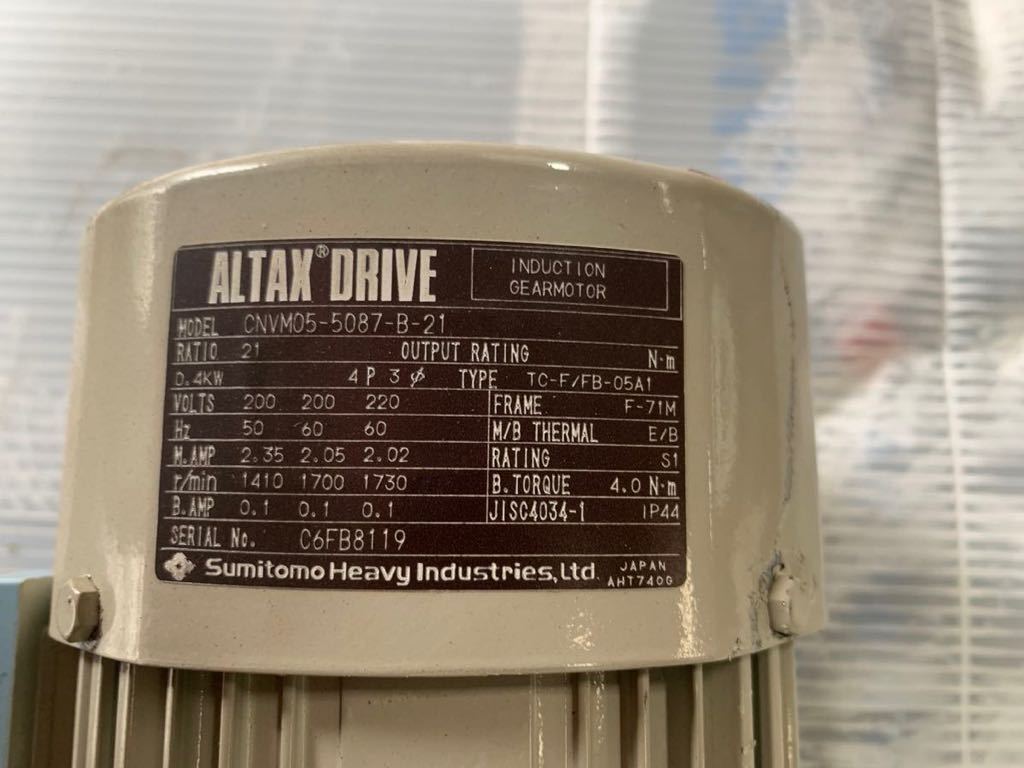 ALTAX® DRIVE
INDUCTION
GEARMOTOR
MODEL CNVM05-5087-B-21
RATIO 21 OUTPUT RATING N·m
0.4KW 4P 3φ TYPE TC-F/FB-05A1
VOLTS 200 200 220 FRAME F-71M
Hz 50 60 60 M/B THERMAL E/B
M.AMP 2.35 2.05 2.02 RATING S1
r/min 1410 1700 1730 B.TORQUE 4.0 N·m
B.AMP 0.1 0.1 0.1 JISC4034-1 IP44
SERIAL No. C6FB8119
Sumitomo Heavy Industries, Ltd. JAPAN
AHT740G